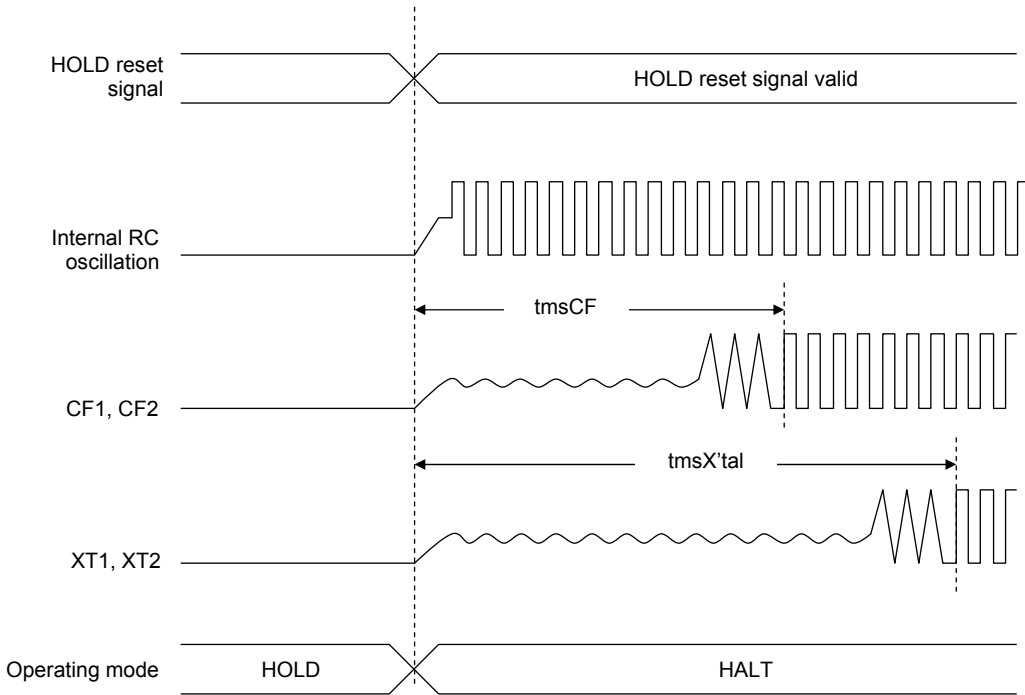 HOLD reset
signal
HOLD reset signal valid
Internal RC
oscillation
tmsCF
CF1, CF2
tmsX'tal
XT1, XT2
Operating mode
HOLD
HALT